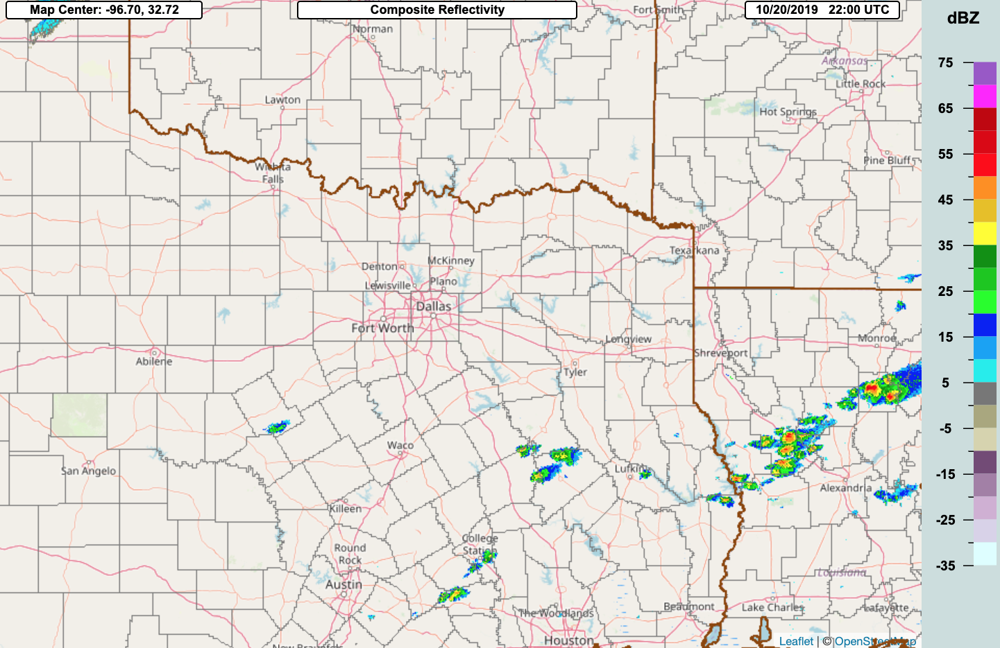 Map Center: -96.70, 32.72
Composite Reflectivity
10/20/2019 22:00 UTC
dBZ
Fort Smith
Norman
Arkansas
Little Rock
Lawton
Hot Springs
Pine Bluff
Wichita
Falls
Texarkana
Denton
McKinney
Lewisville
Plano
Dallas
Fort Worth
Longview
Monroe
Shreveport
Abilene
Tyler
Waco
San Angelo
Lufkin
Alexandria
Killeen
College
Station
Round
Rock
Austin
Louisiana
The Woodlands
Beaumont
Lake Charles
Lafayette
Houston
New Braunfels
Leaflet | © OpenStreetMap
75
65
55
45
35
25
15
5
-5
-15
-25
-35